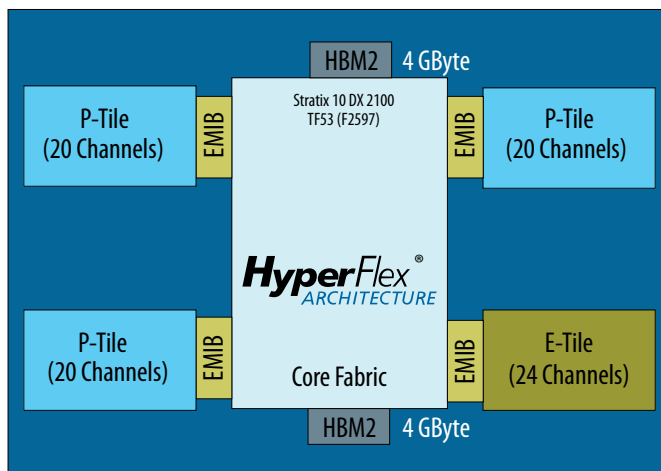 HBM2 4 GByte
Stratix 10 DX 2100
TF53 (F2597)
P-Tile
(20 Channels)
EMIB
EMIB
P-Tile
(20 Channels)
HyperFlex®
ARCHITECTURE
P-Tile
(20 Channels)
EMIB
Core Fabric
EMIB
E-Tile
(24 Channels)
HBM2 4 GByte